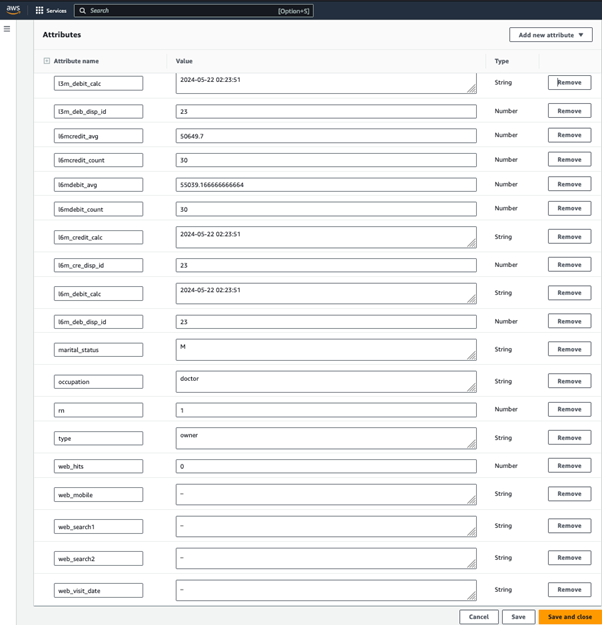 aws
Services
Search
[Option+S]
Attributes
Add new attribute
Attribute name Value Type
l3m_debit_calc 2024-05-22 02:23:51 String Remove
l3m_deb_disp_id 23 Number Remove
l6mcredit_avg 50649.7 Number Remove
l6mcredit_count 30 Number Remove
l6mdebit_avg 55039.166666666664 Number Remove
l6mdebit_count 30 Number Remove
l6m_credit_calc 2024-05-22 02:23:51 String Remove
l6m_cre_disp_id 23 Number Remove
l6m_debit_calc 2024-05-22 02:23:51 String Remove
l6m_deb_disp_id 23 Number Remove
marital_status M String Remove
occupation doctor String Remove
rn 1 Number Remove
type owner String Remove
web_hits 0 Number Remove
web_mobile – String Remove
web_search1 – String Remove
web_search2 – String Remove
web_visit_date – String Remove
Cancel Save Save and close